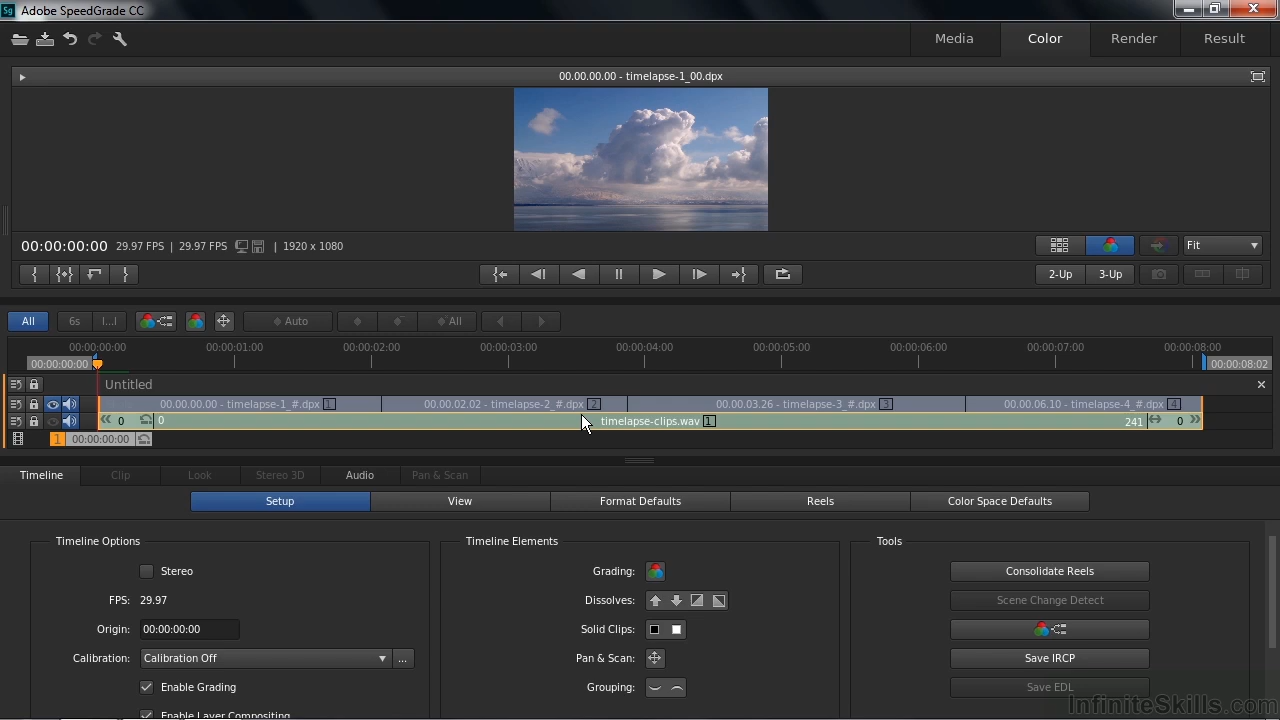 Sg Adobe SpeedGrade CC
Media Color Render Result
00.00.00.00 - timelapse-1_00.dpx
00:00:00:00 29.97 FPS | 29.97 FPS | 1920 x 1080 Fit
2-Up 3-Up
All 6s I...I Auto All
00:00:00:00 00:00:01:00 00:00:02:00 00:00:03:00 00:00:04:00 00:00:05:00 00:00:06:00 00:00:07:00 00:00:08:00
00:00:00:00 00:00:08:02
Untitled
00.00.00.00 - timelapse-1_#.dpx 1 00.00.02.02 - timelapse-2_#.dpx 2 00.00.03.26 - timelapse-3_#.dpx 3 00.00.06.10 - timelapse-4_#.dpx 4
0 0 timelapse-clips.wav 1 241 0
1 00:00:00:00
Timeline Clip Look Stereo 3D Audio Pan & Scan
Setup View Format Defaults Reels Color Space Defaults
Timeline Options Timeline Elements Tools
Stereo Grading: Consolidate Reels
FPS: 29.97 Dissolves: Scene Change Detect
Origin: 00:00:00:00 Solid Clips:
Calibration: Calibration Off ... Pan & Scan: Save IRCP
Enable Grading Grouping: Save EDL
Enable Layer Compositing
InfiniteSkills.com